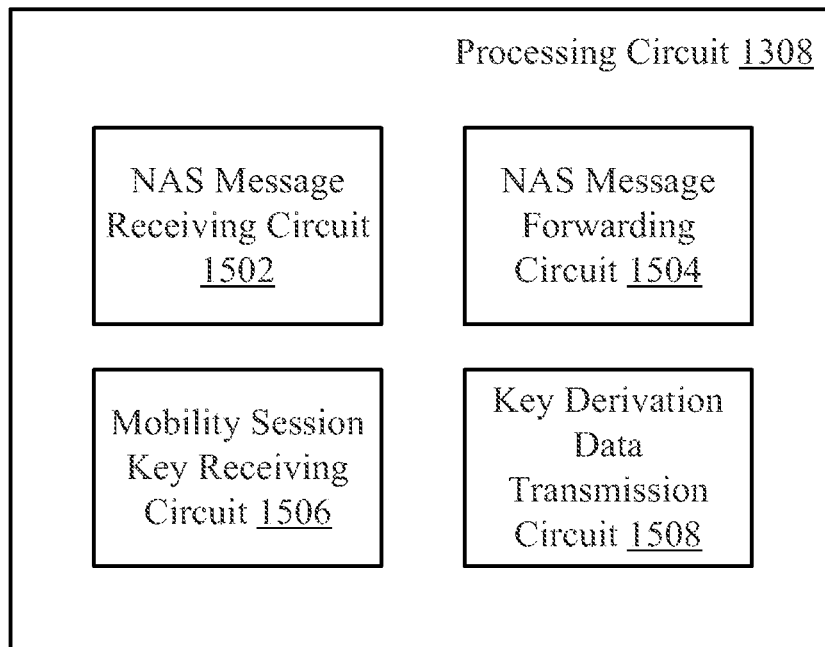 Processing Circuit 1308
NAS Message
Receiving Circuit
1502
NAS Message
Forwarding
Circuit 1504
Mobility Session
Key Receiving
Circuit 1506
Key Derivation
Data
Transmission
Circuit 1508